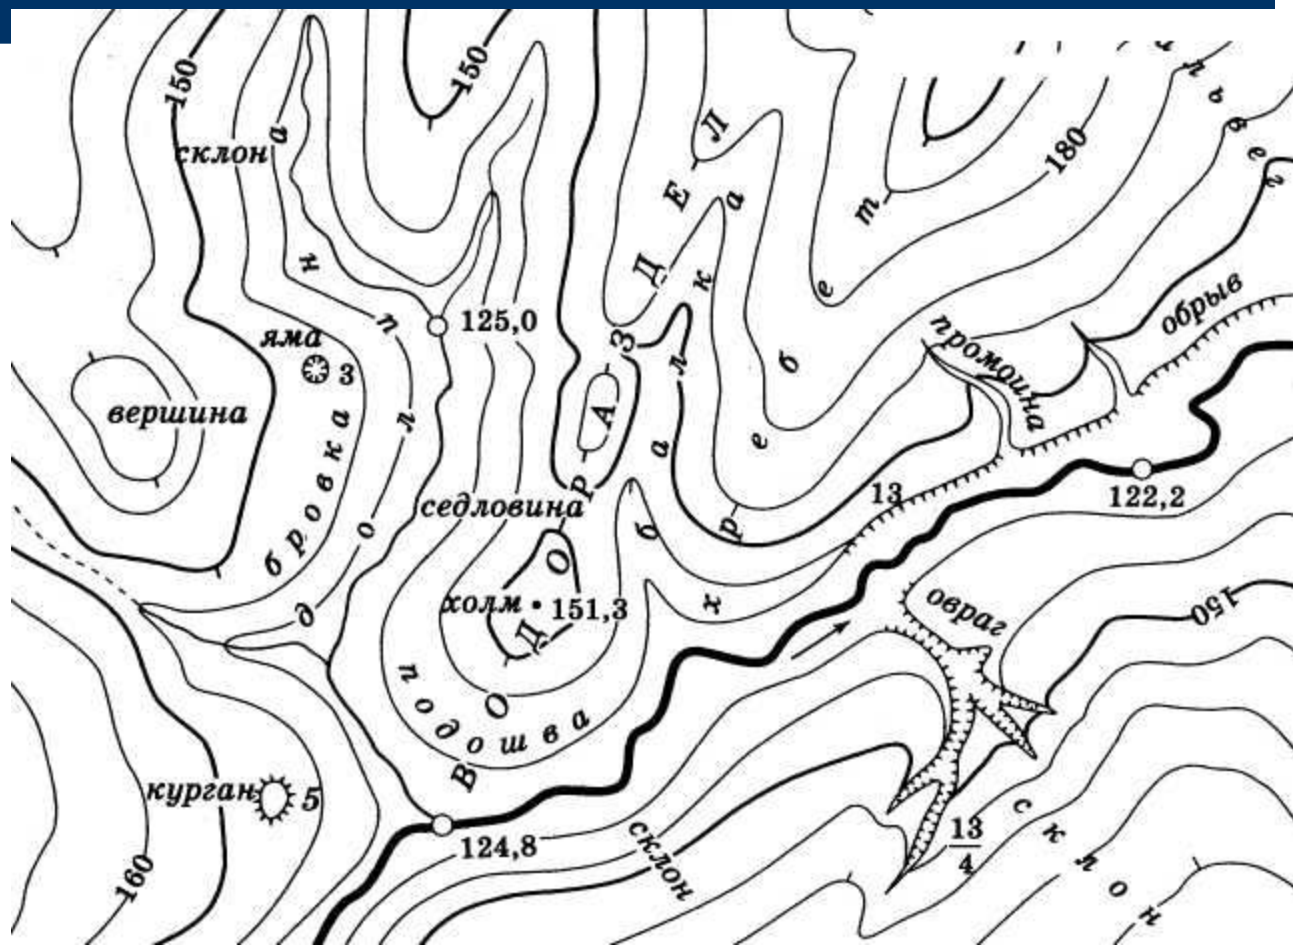 150
150
альвег
склон
180
долина
ВОДОРАЗДЕЛ
хребет
балка
125,0
обрыв
промоина
яма
3
вершина
бровка
седловина
13
122,2
холм
151,3
овраг
150
подошва
курган
5
124,8
склон
13
4
склон
160